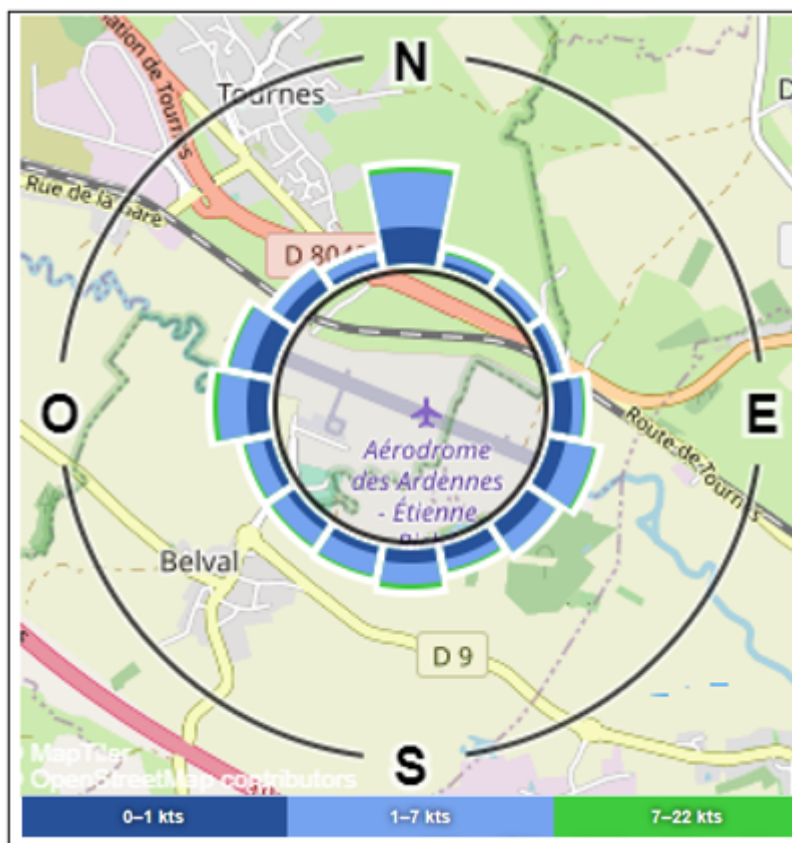 N
Tournes
Rue de la Gare
O
E
Aérodrome
des Ardennes
- Étienne
Route de Tournes
Belval
D 9
S
MapTiler
OpenStreetMap contributors
0–1 kts
1–7 kts
7–22 kts